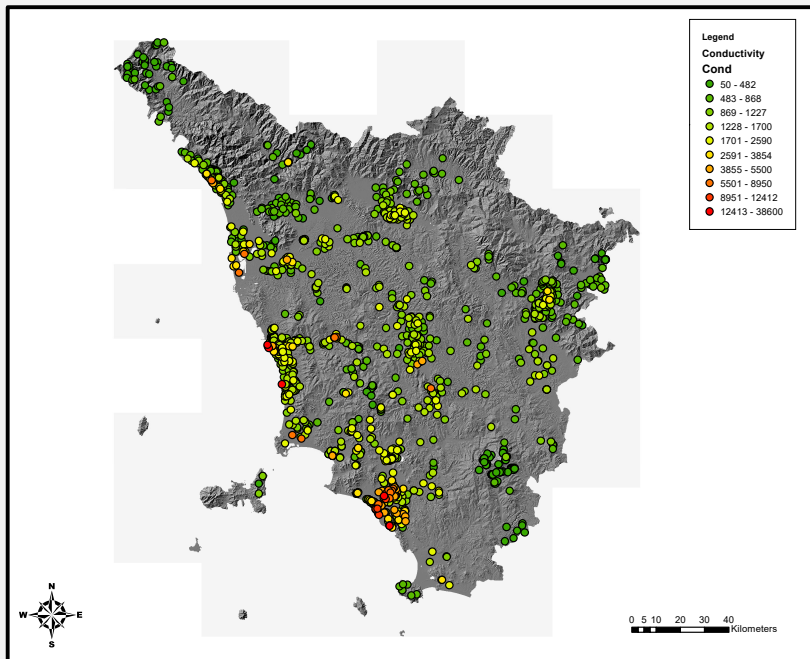 Legend
Conductivity
Cond
50 - 482
483 - 868
869 - 1227
1228 - 1700
1701 - 2590
2591 - 3854
3855 - 5500
5501 - 8950
8951 - 12412
12413 - 38600
N
W E
S
0 5 10 20 30 40
Kilometers